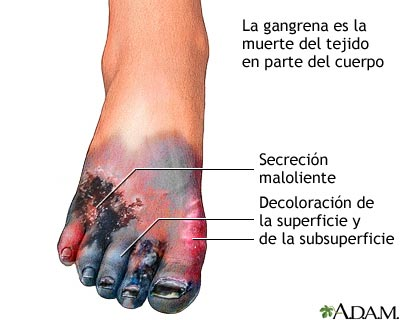 La gangrena es la
muerte del tejido
en parte del cuerpo
Secreción
maloliente
Decoloración de
la superficie y
de la subsuperficie
ADAM.